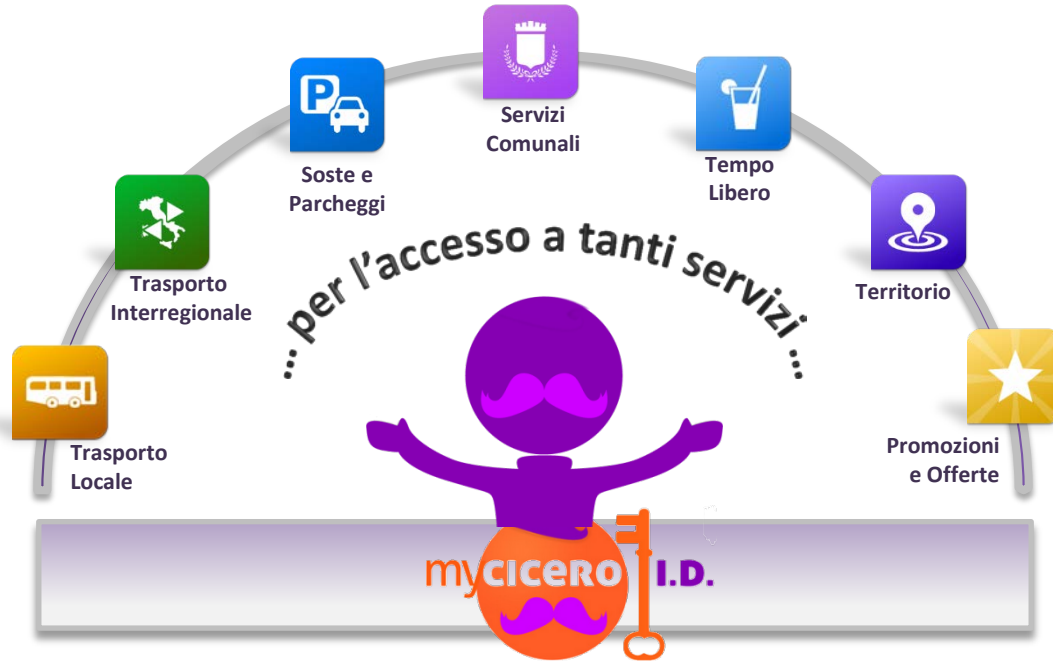 Servizi
Comunali
P
Soste e
Parcheggi
Tempo
Libero
Trasporto
Interregionale
Territorio
... per l'accesso a tanti servizi ...
Trasporto
Locale
Promozioni
e Offerte
mycicero I.D.